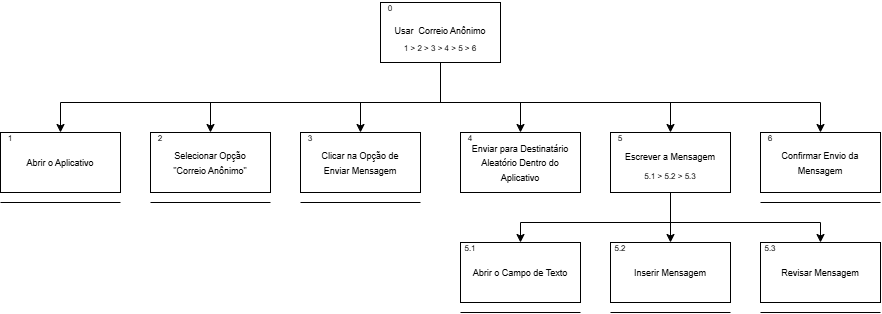 0
Usar Correio Anônimo
1 > 2 > 3 > 4 > 5 > 6
1
Abrir o Aplicativo
2
Selecionar Opção
"Correio Anônimo"
3
Clicar na Opção de
Enviar Mensagem
4
Enviar para Destinatário
Aleatório Dentro do
Aplicativo
5
Escrever a Mensagem
5.1 > 5.2 > 5.3
6
Confirmar Envio da
Mensagem
5.1
Abrir o Campo de Texto
5.2
Inserir Mensagem
5.3
Revisar Mensagem